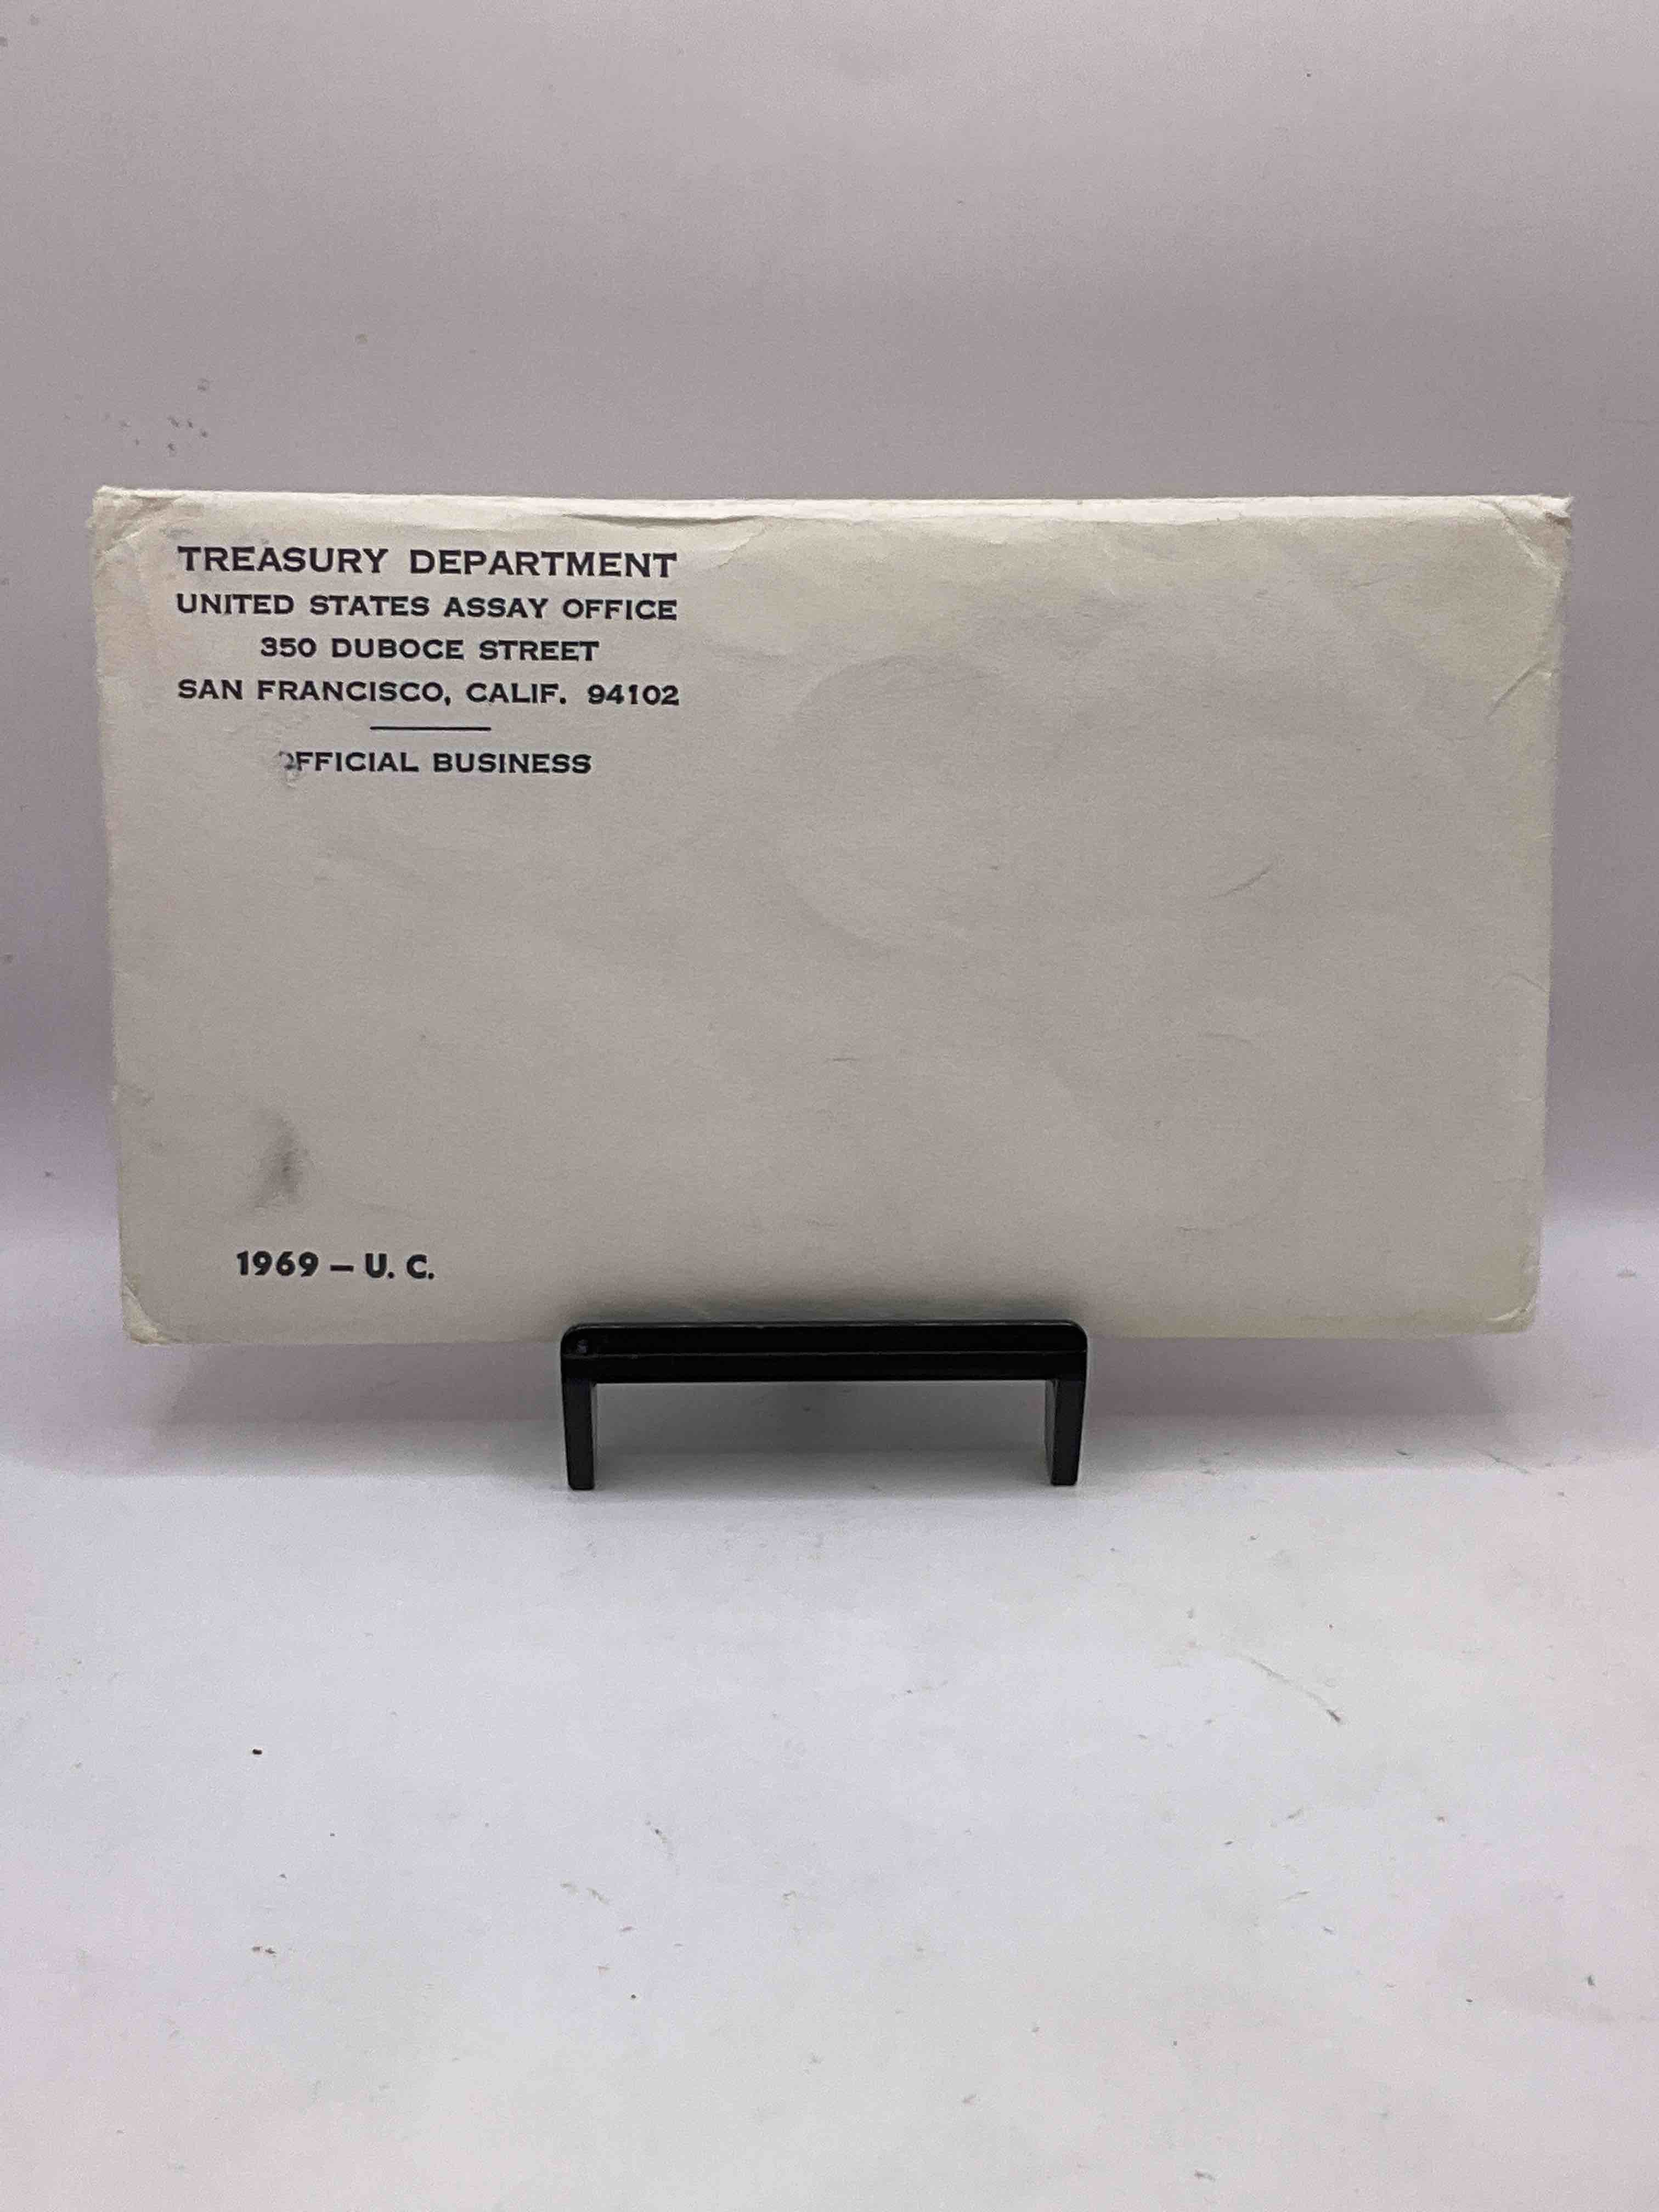 TREASURY DEPARTMENT
UNITED STATES ASSAY OFFICE
350 DUBOCE STREET
SAN FRANCISCO, CALIF. 94102
OFFICIAL BUSINESS
1969 – U. C.